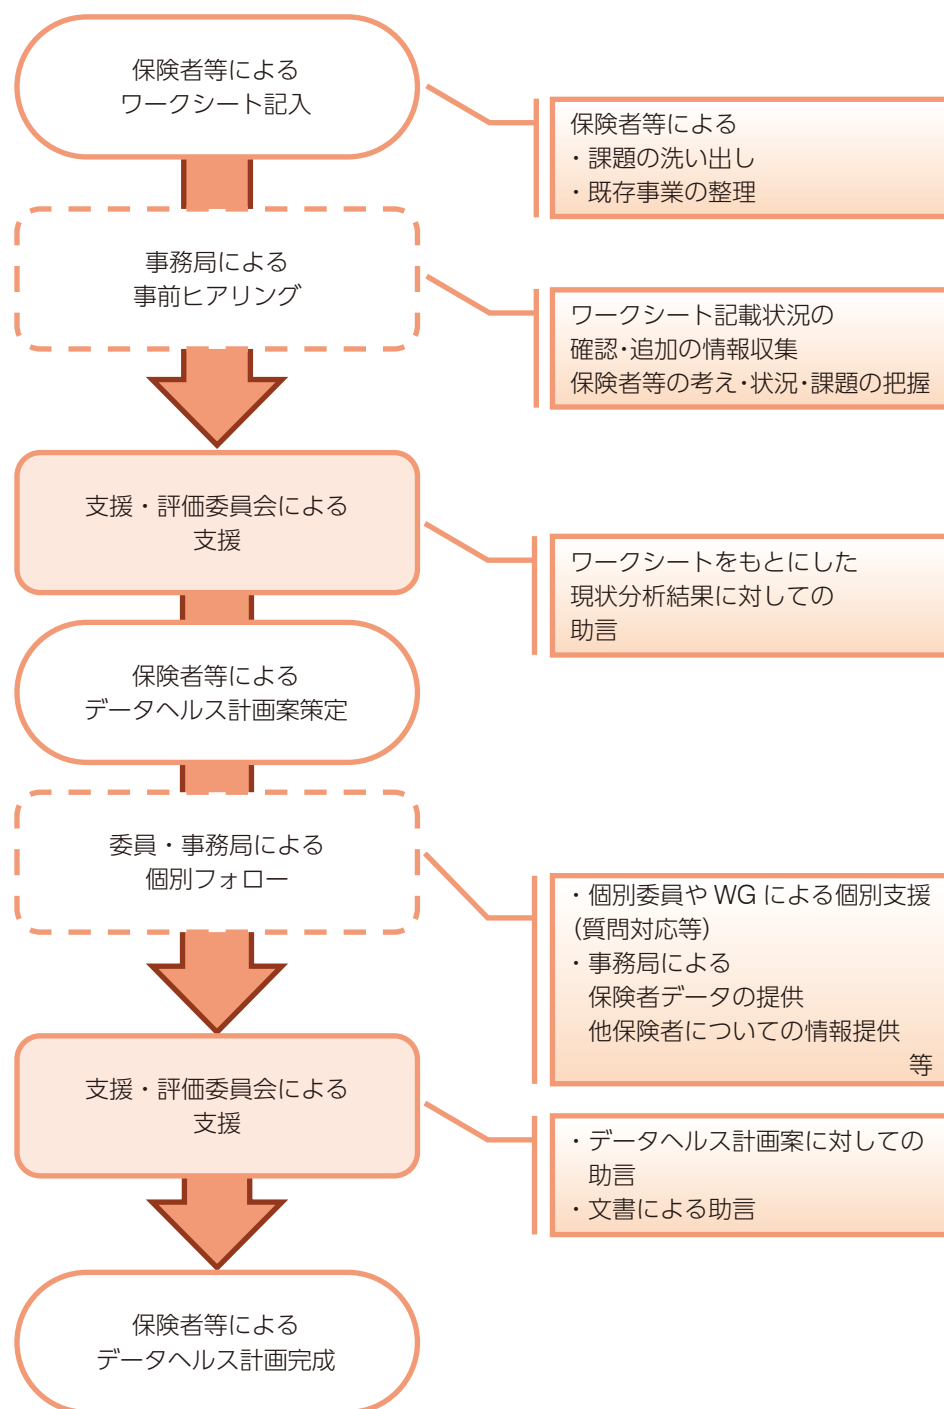 保険者等による
ワークシート記入
保険者等による
・課題の洗い出し
・既存事業の整理
事務局による
事前ヒアリング
ワークシート記載状況の
確認・追加の情報収集
保険者等の考え・状況・課題の把握
支援・評価委員会による
支援
ワークシートをもとにした
現状分析結果に対しての
助言
保険者等による
データヘルス計画案策定
委員・事務局による
個別フォロー
・個別委員や WG による個別支援
(質問対応等)
・事務局による
保険者データの提供
他保険者についての情報提供
等
支援・評価委員会による
支援
・データヘルス計画案に対しての
助言
・文書による助言
保険者等による
データヘルス計画完成